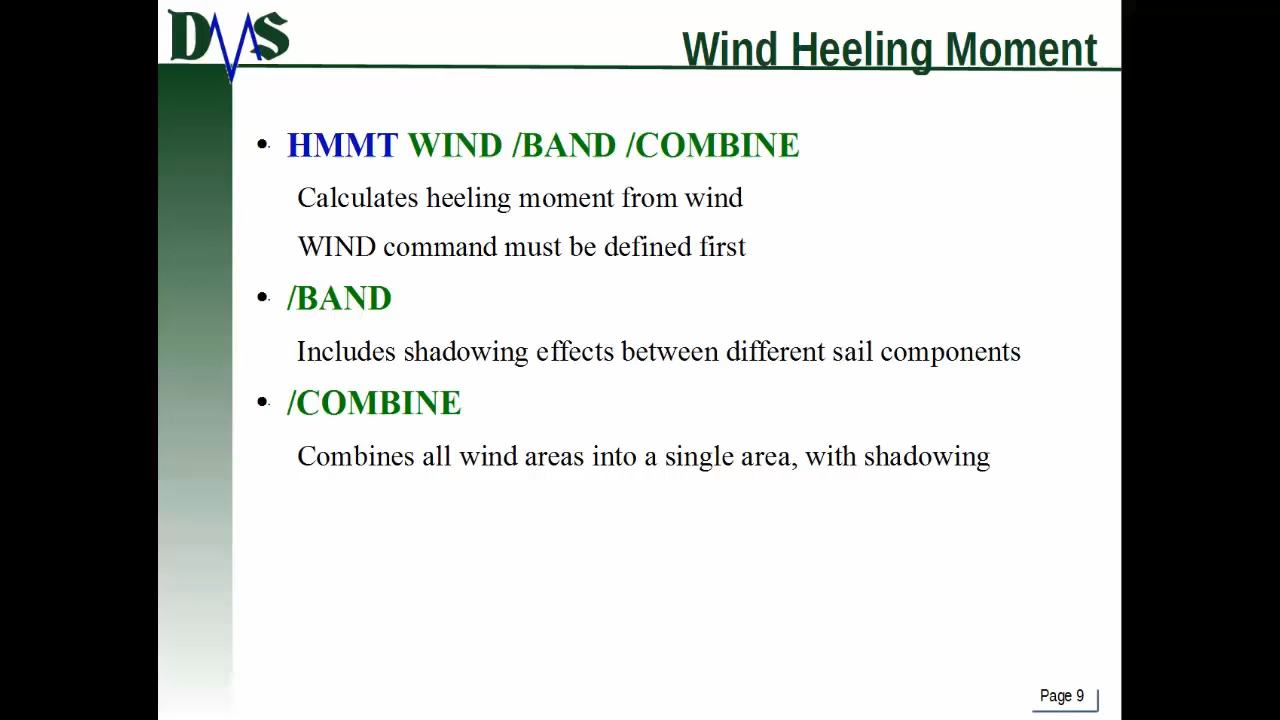 DMS
Wind Heeling Moment
• HMMT WIND /BAND /COMBINE
Calculates heeling moment from wind
WIND command must be defined first
• /BAND
Includes shadowing effects between different sail components
• /COMBINE
Combines all wind areas into a single area, with shadowing
Page 9